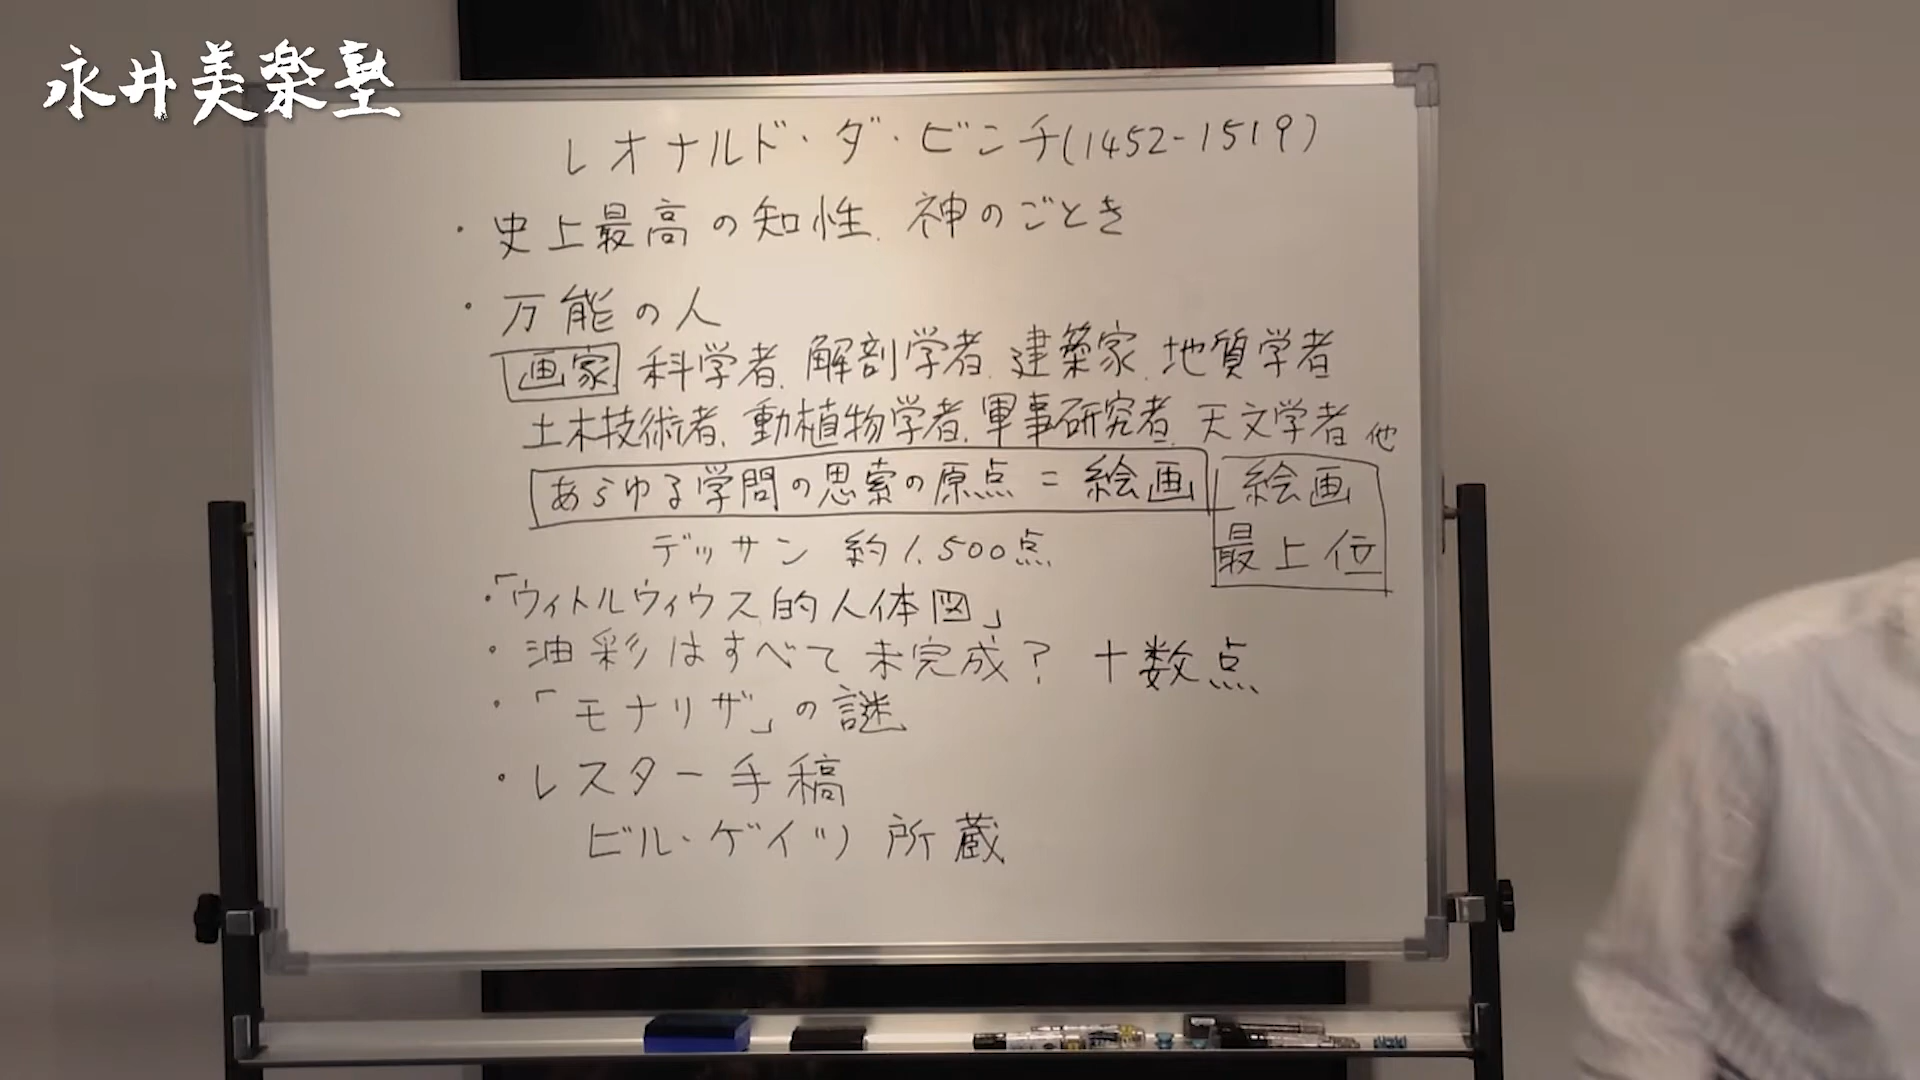 永井美楽塾
レオナルド・ダ・ビンチ(1452-1519)
・史上最高の知性、神のごとき
・万能の人
画家 科学者、解剖学者、建築家、地質学者
土木技術者、動植物学者、軍事研究者、天文学者 他
あらゆる学問の思索の原点=絵画
絵画
最上位
デッサン 約1,500点
・「ウィトルウィウス的人体図」
・油彩はすべて未完成? 十数点
・「モナリザ」の謎
・レスター手稿
ビル・ゲイツ 所蔵